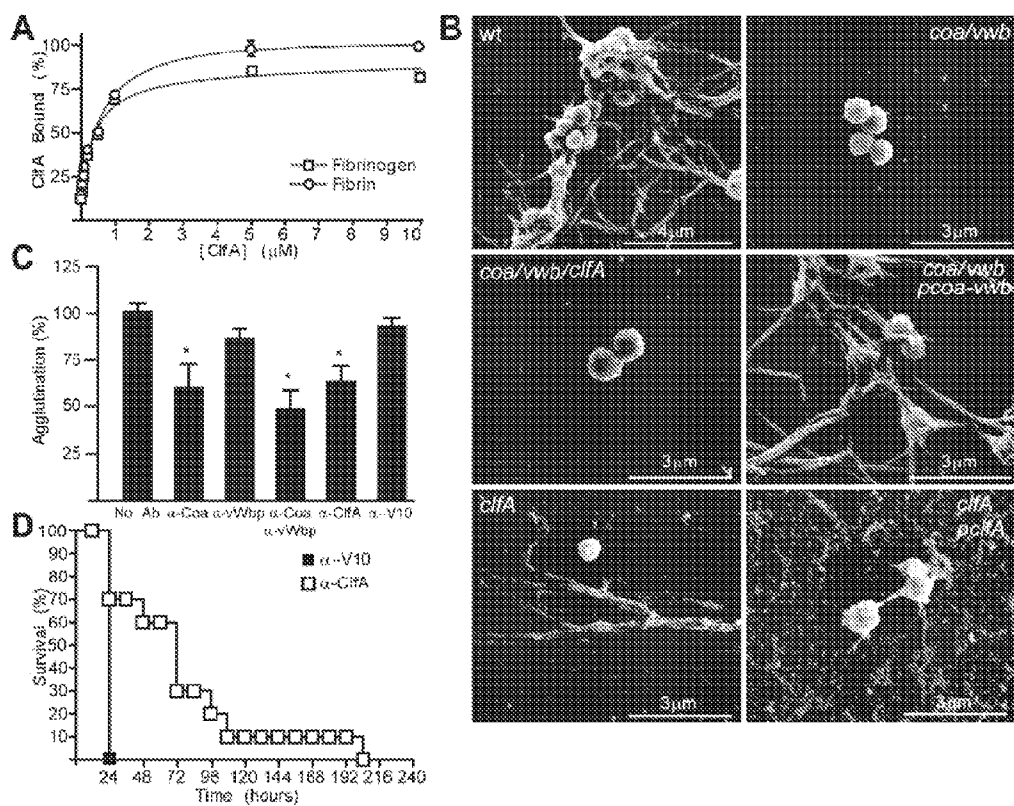 A
ClfA Bound (%)
100
75
50
25
Fibrinogen
Fibrin
1 2 3 4 5 6 7 8 9 10
[ClfA] (μM)
B
wt
4μm
coa/vwb
3μm
coa/vwb/clfA
3μm
coa/vwb
pcoa-vwb
3μm
clfA
3μm
clfA
pclfA
3μm
C
Agglutination (%)
125
100
75
50
25
* * *
No Ab α-Coa α-vWbp α-Coa α-ClfA α-V10
α-vWbp
D
Survival (%)
100
90
80
70
60
50
40
30
20
10
α-V10
α-ClfA
24 48 72 96 120 144 168 192 216 240
Time (hours)